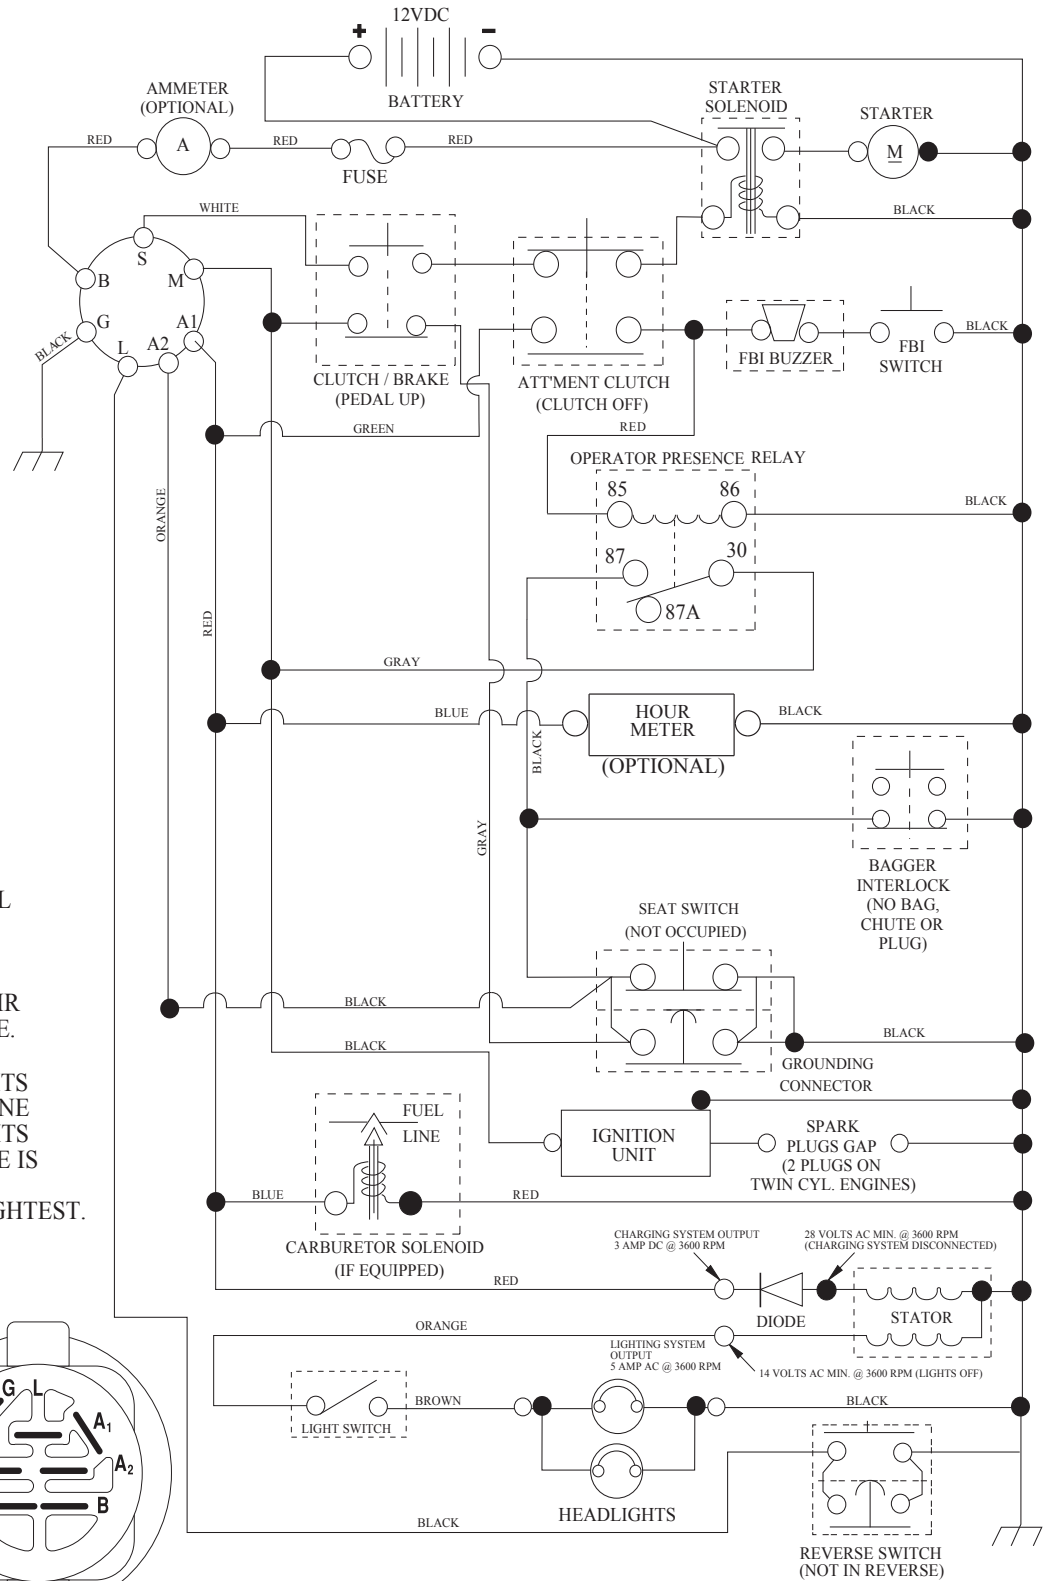 12VDC
+
-
BATTERY
AMMETER
(OPTIONAL)
STARTER
SOLENOID
STARTER
RED
A
RED
RED
FUSE
M
WHITE
BLACK
S
B
M
G
A1
A2
L
BLACK
CLUTCH / BRAKE
(PEDAL UP)
ATT'MENT CLUTCH
(CLUTCH OFF)
FBI BUZZER
FBI
SWITCH
BLACK
GREEN
RED
OPERATOR PRESENCE RELAY
85
86
BLACK
87
30
87A
ORANGE
RED
GRAY
BLUE
HOUR
METER
(OPTIONAL)
BLACK
BLACK
GRAY
BAGGER
INTERLOCK
(NO BAG,
CHUTE OR
PLUG)
L
SEAT SWITCH
(NOT OCCUPIED)
IR
E.
BLACK
BLACK
BLACK
GROUNDING
CONNECTOR
TS
NE
TS
E IS
GHTEST.
FUEL
LINE
IGNITION
UNIT
SPARK
PLUGS GAP
(2 PLUGS ON
TWIN CYL. ENGINES)
BLUE
RED
CARBURETOR SOLENOID
(IF EQUIPPED)
CHARGING SYSTEM OUTPUT
3 AMP DC @ 3600 RPM
28 VOLTS AC MIN. @ 3600 RPM
(CHARGING SYSTEM DISCONNECTED)
RED
DIODE
STATOR
ORANGE
LIGHTING SYSTEM
OUTPUT
5 AMP AC @ 3600 RPM
14 VOLTS AC MIN. @ 3600 RPM (LIGHTS OFF)
BROWN
LIGHT SWITCH
BLACK
HEADLIGHTS
BLACK
REVERSE SWITCH
(NOT IN REVERSE)
G
L
A1
A2
B